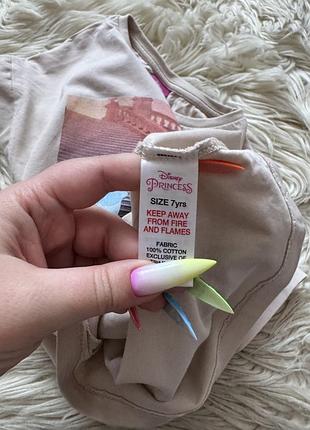 Disney
PRINCESS
SIZE 7yrs
KEEP AWAY
FROM FIRE
AND FLAMES
FABRIC
100% COTTON
EXCLUSIVE OF